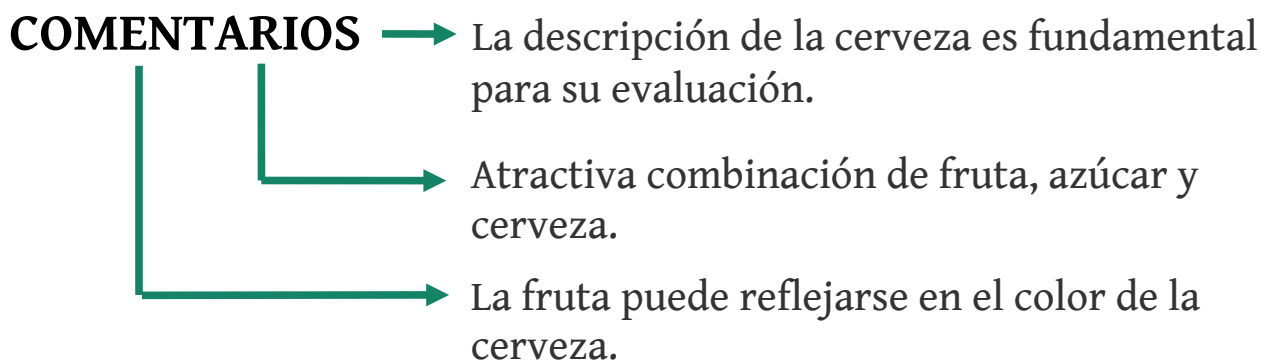 COMENTARIOS
La descripción de la cerveza es fundamental
para su evaluación.
Atractiva combinación de fruta, azúcar y
cerveza.
La fruta puede reflejarse en el color de la
cerveza.